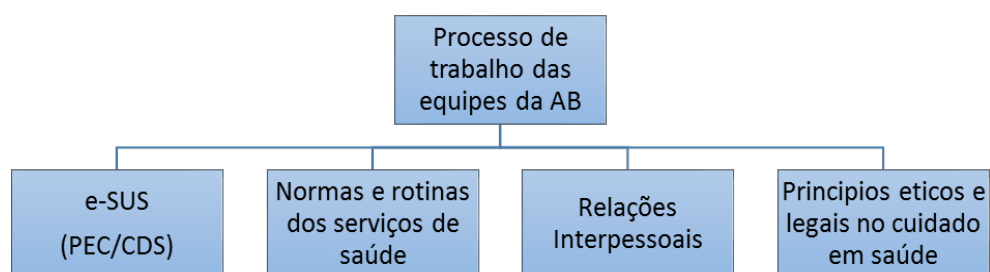 Processo de
trabalho das
equipes da AB
e-SUS
(PEC/CDS)
Normas e rotinas
dos serviços de
saúde
Relações
Interpessoais
Principios eticos e
legais no cuidado
em saúde